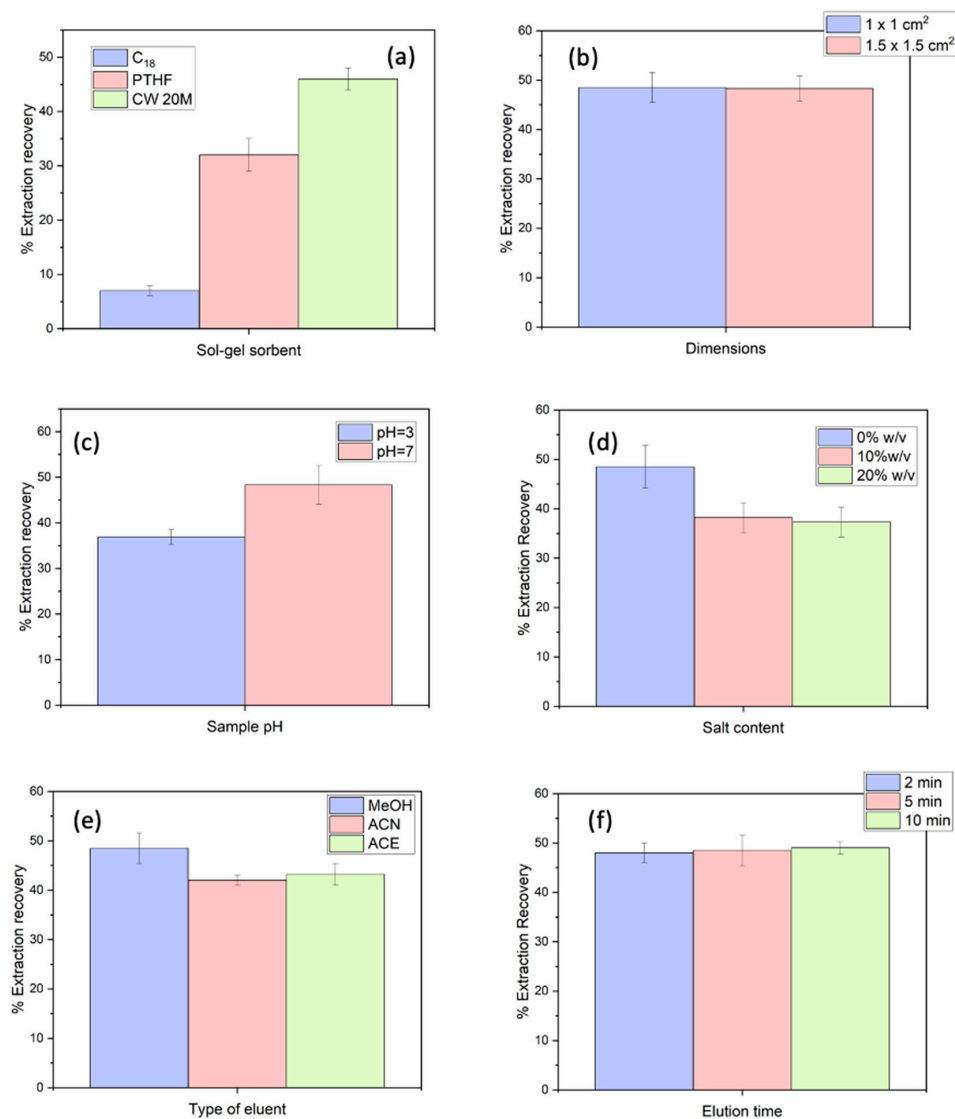 (a)
C₁₈
PTHF
CW 20M
50
40
30
20
10
0
% Extraction recovery
Sol-gel sorbent
(b)
1 x 1 cm²
1.5 x 1.5 cm²
60
50
40
30
20
10
0
% Extraction recovery
Dimensions
(c)
pH=3
pH=7
60
50
40
30
20
10
0
% Extraction recovery
Sample pH
(d)
0% w/v
10%w/v
20% w/v
60
50
40
30
20
10
0
% Extraction Recovery
Salt content
(e)
MeOH
ACN
ACE
60
50
40
30
20
10
0
% Extraction recovery
Type of eluent
(f)
2 min
5 min
10 min
60
50
40
30
20
10
0
% Extraction Recovery
Elution time